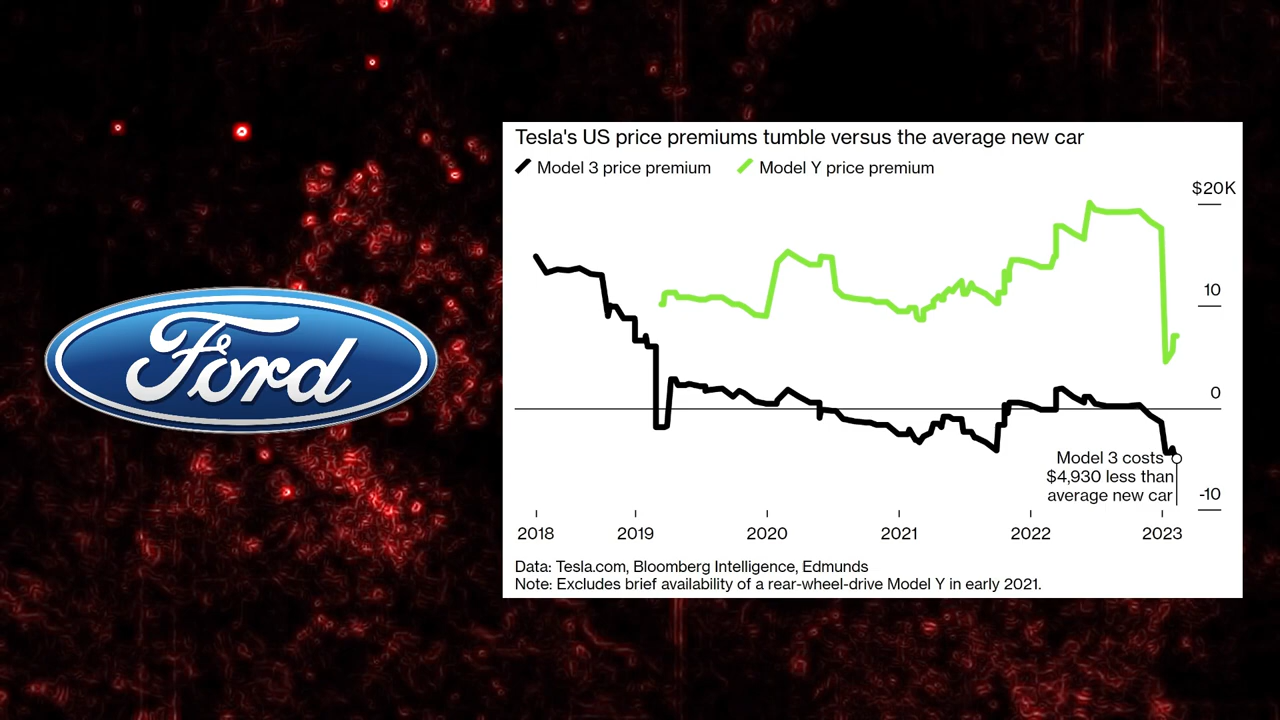 Ford
Tesla's US price premiums tumble versus the average new car
Model 3 price premium Model Y price premium
$20K
10
0
Model 3 costs
$4,930 less than
average new car
-10
2018 2019 2020 2021 2022 2023
Data: Tesla.com, Bloomberg Intelligence, Edmunds
Note: Excludes brief availability of a rear-wheel-drive Model Y in early 2021.